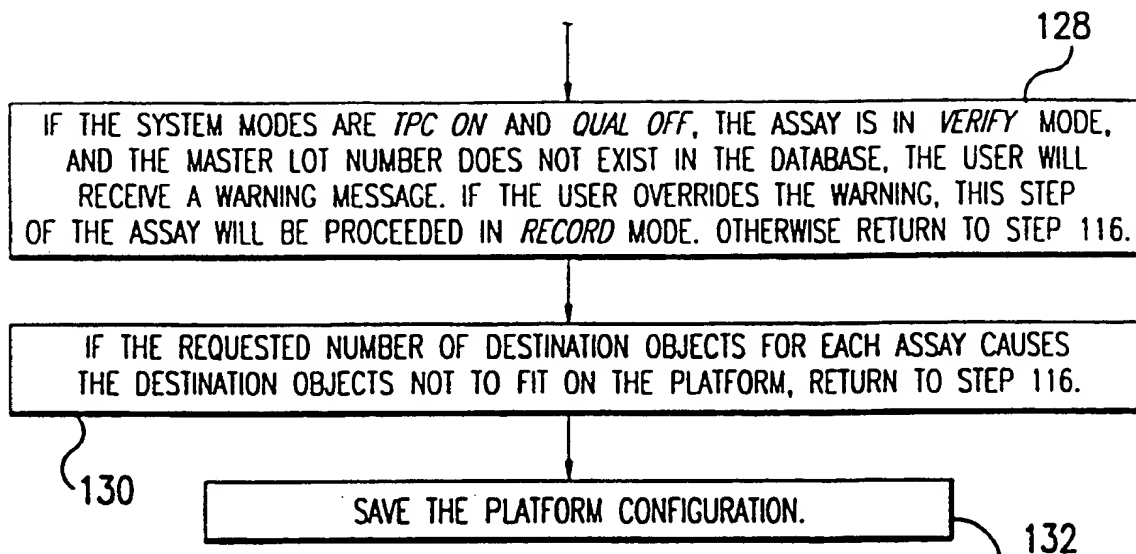 128
IF THE SYSTEM MODES ARE TPC ON AND QUAL OFF, THE ASSAY IS IN VERIFY MODE,
AND THE MASTER LOT NUMBER DOES NOT EXIST IN THE DATABASE, THE USER WILL
RECEIVE A WARNING MESSAGE. IF THE USER OVERRIDES THE WARNING, THIS STEP
OF THE ASSAY WILL BE PROCEEDED IN RECORD MODE. OTHERWISE RETURN TO STEP 116.
IF THE REQUESTED NUMBER OF DESTINATION OBJECTS FOR EACH ASSAY CAUSES
THE DESTINATION OBJECTS NOT TO FIT ON THE PLATFORM, RETURN TO STEP 116.
130
SAVE THE PLATFORM CONFIGURATION.
132